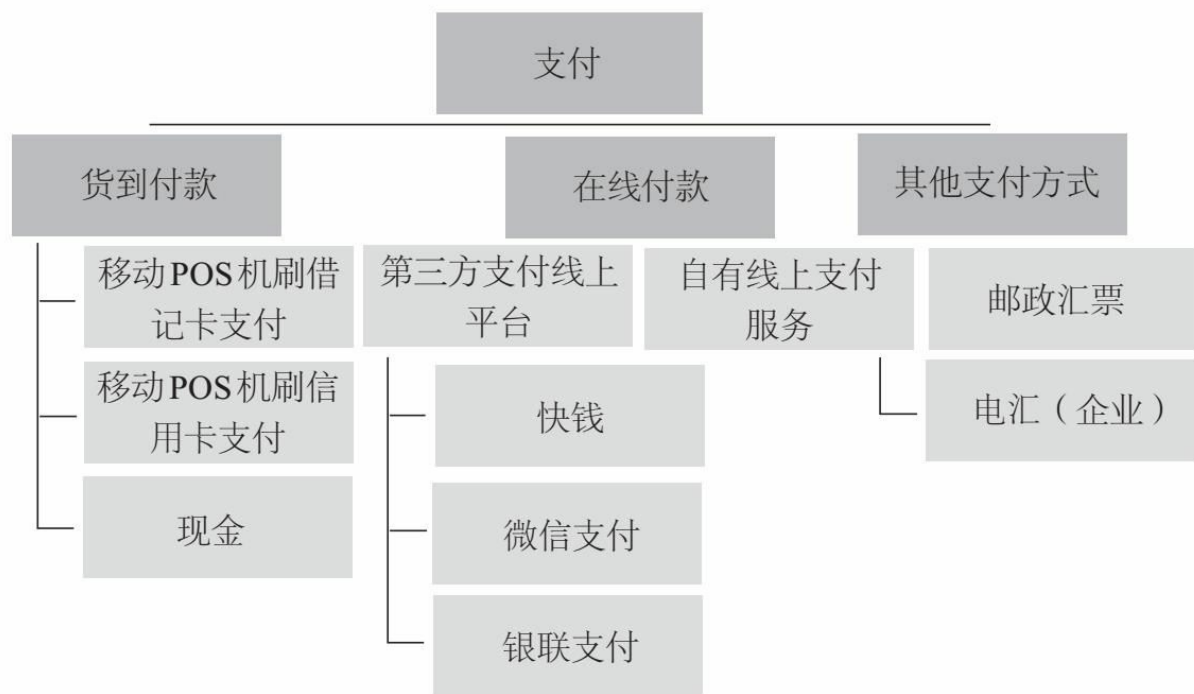 支付
货到付款
在线付款
其他支付方式
移动POS机刷借
记卡支付
第三方支付线上
平台
自有线上支付
服务
邮政汇票
移动POS机刷信
用卡支付
快钱
电汇（企业）
现金
微信支付
银联支付